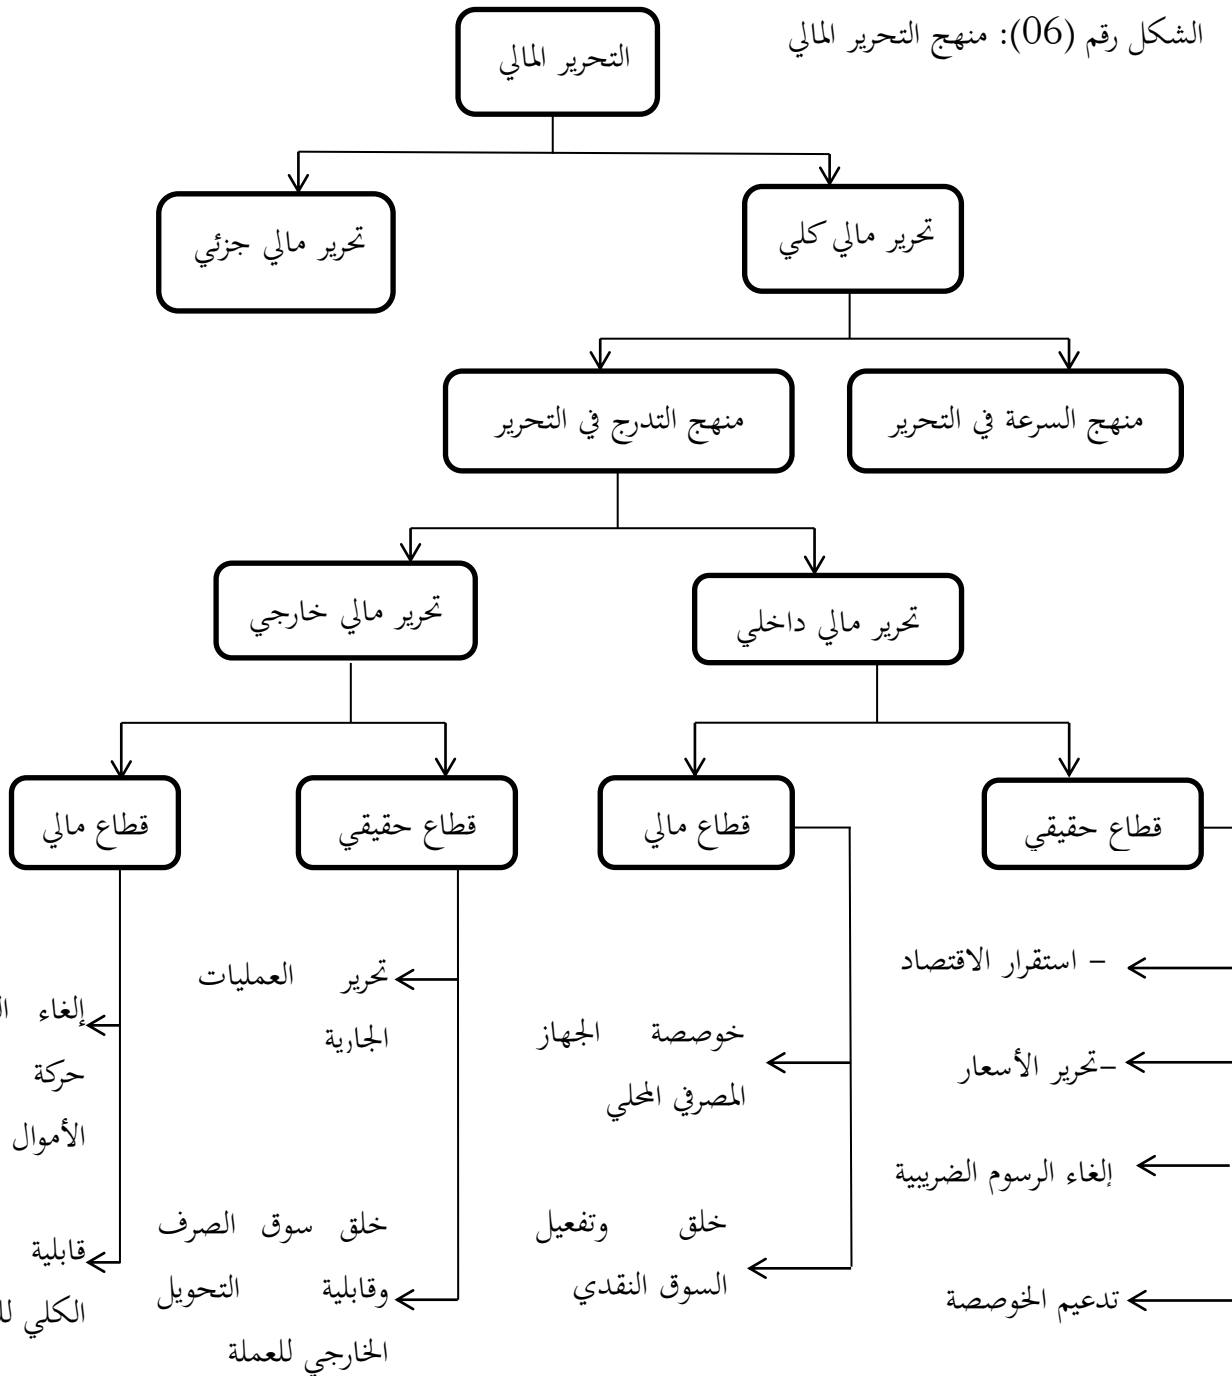 الشكل رقم (06): منهج التحرير المالي
التحرير المالي
تحرير مالي كلي
تحرير مالي جزئي
منهج السرعة في التحرير
منهج التدرج في التحرير
تحرير مالي داخلي
تحرير مالي خارجي
قطاع حقيقي
قطاع مالي
قطاع حقيقي
قطاع مالي
- استقرار الاقتصاد
-تحرير الأسعار
إلغاء الرسوم الضريبية
تدعيم الخوصصة
خوصصة الجهاز
المصرفي المحلي
خلق وتفعيل
السوق النقدي
تحرير العمليات
الجارية
خلق سوق الصرف
وقابلية التحويل
الخارجي للعملة
إلغاء
حركة
الأموال
قابلية
الكلي